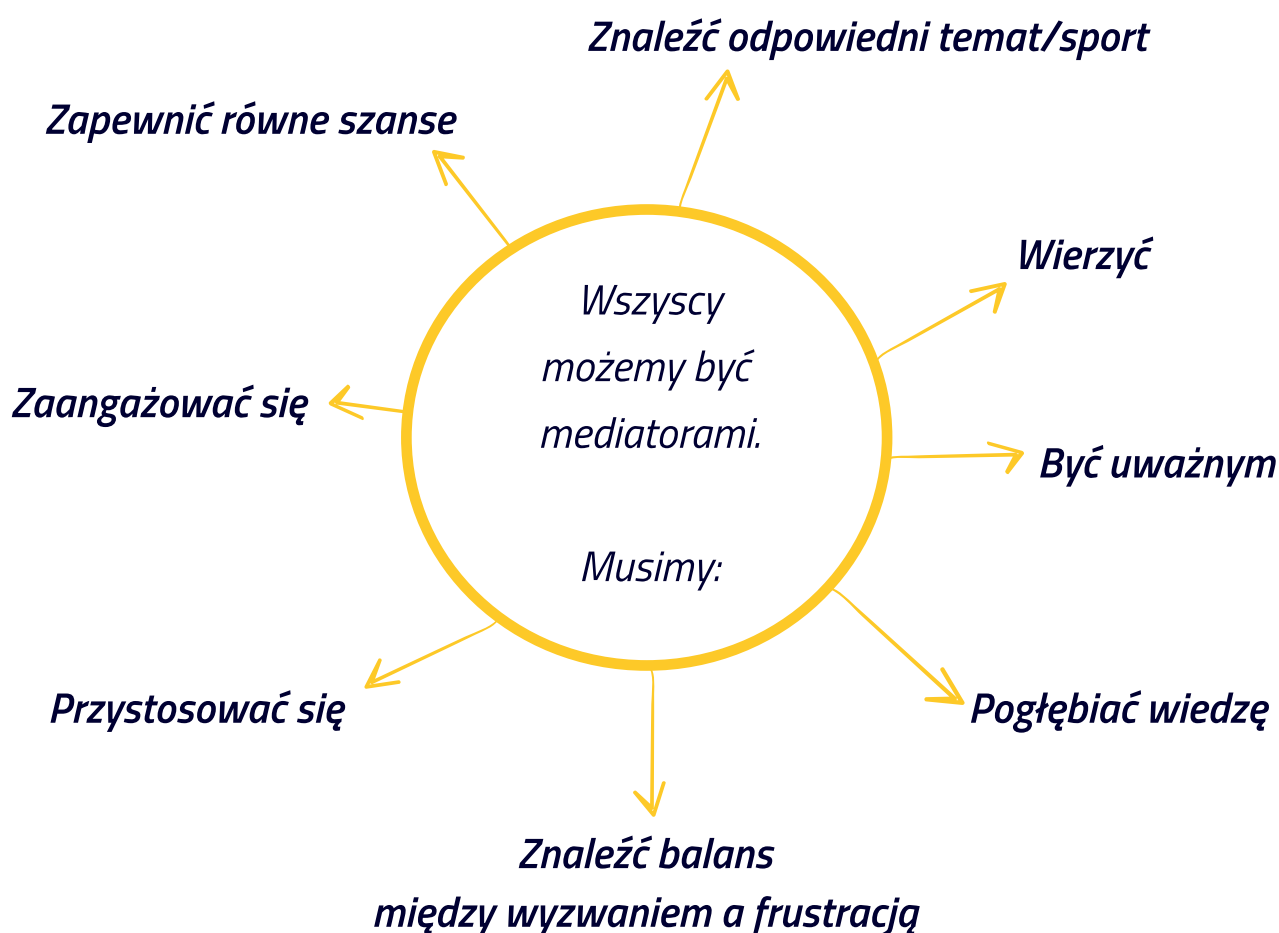 Znaleźć odpowiedni temat/sport
Zapewnić równe szanse
Wierzyć
Wszyscy
możemy być
mediatorami.
Musimy:
Zaangażować się
Być uważnym
Przystosować się
Pogłębiać wiedzę
Znaleźć balans
między wyzwaniem a frustracją